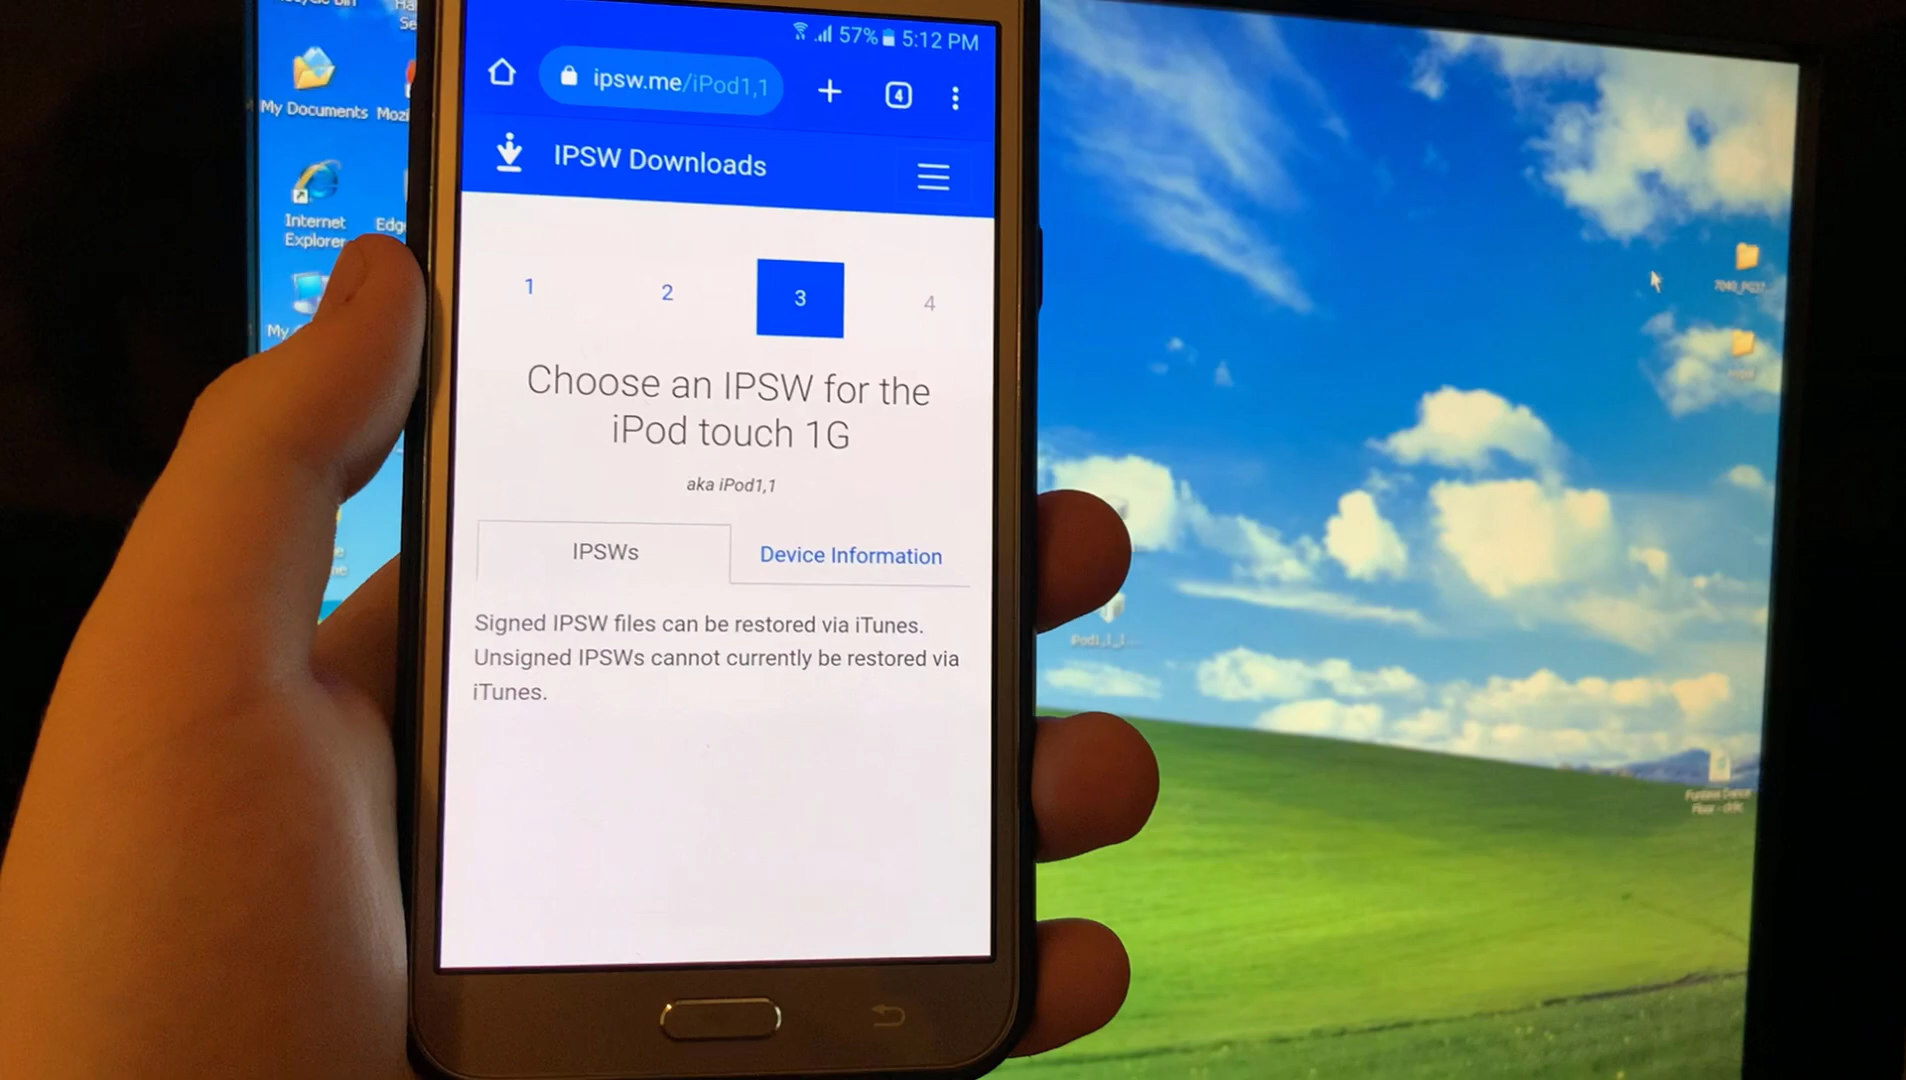 My Documents
Internet
Explorer
My
57% 5:12 PM
ipsw.me/iPod1,1
4
IPSW Downloads
1
2
3
4
Choose an IPSW for the
iPod touch 1G
aka iPod1,1
IPSWs
Device Information
Signed IPSW files can be restored via iTunes.
Unsigned IPSWs cannot currently be restored via
iTunes.